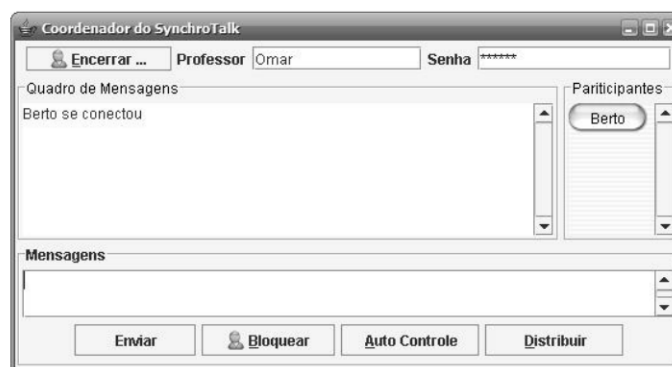 Coordenador do SynchroTalk
Encerrar ... Professor Omar Senha ******
Quadro de Mensagens Pariticipantes
Berto se conectou Berto
Mensagens
Enviar Bloquear Auto Controle Distribuir